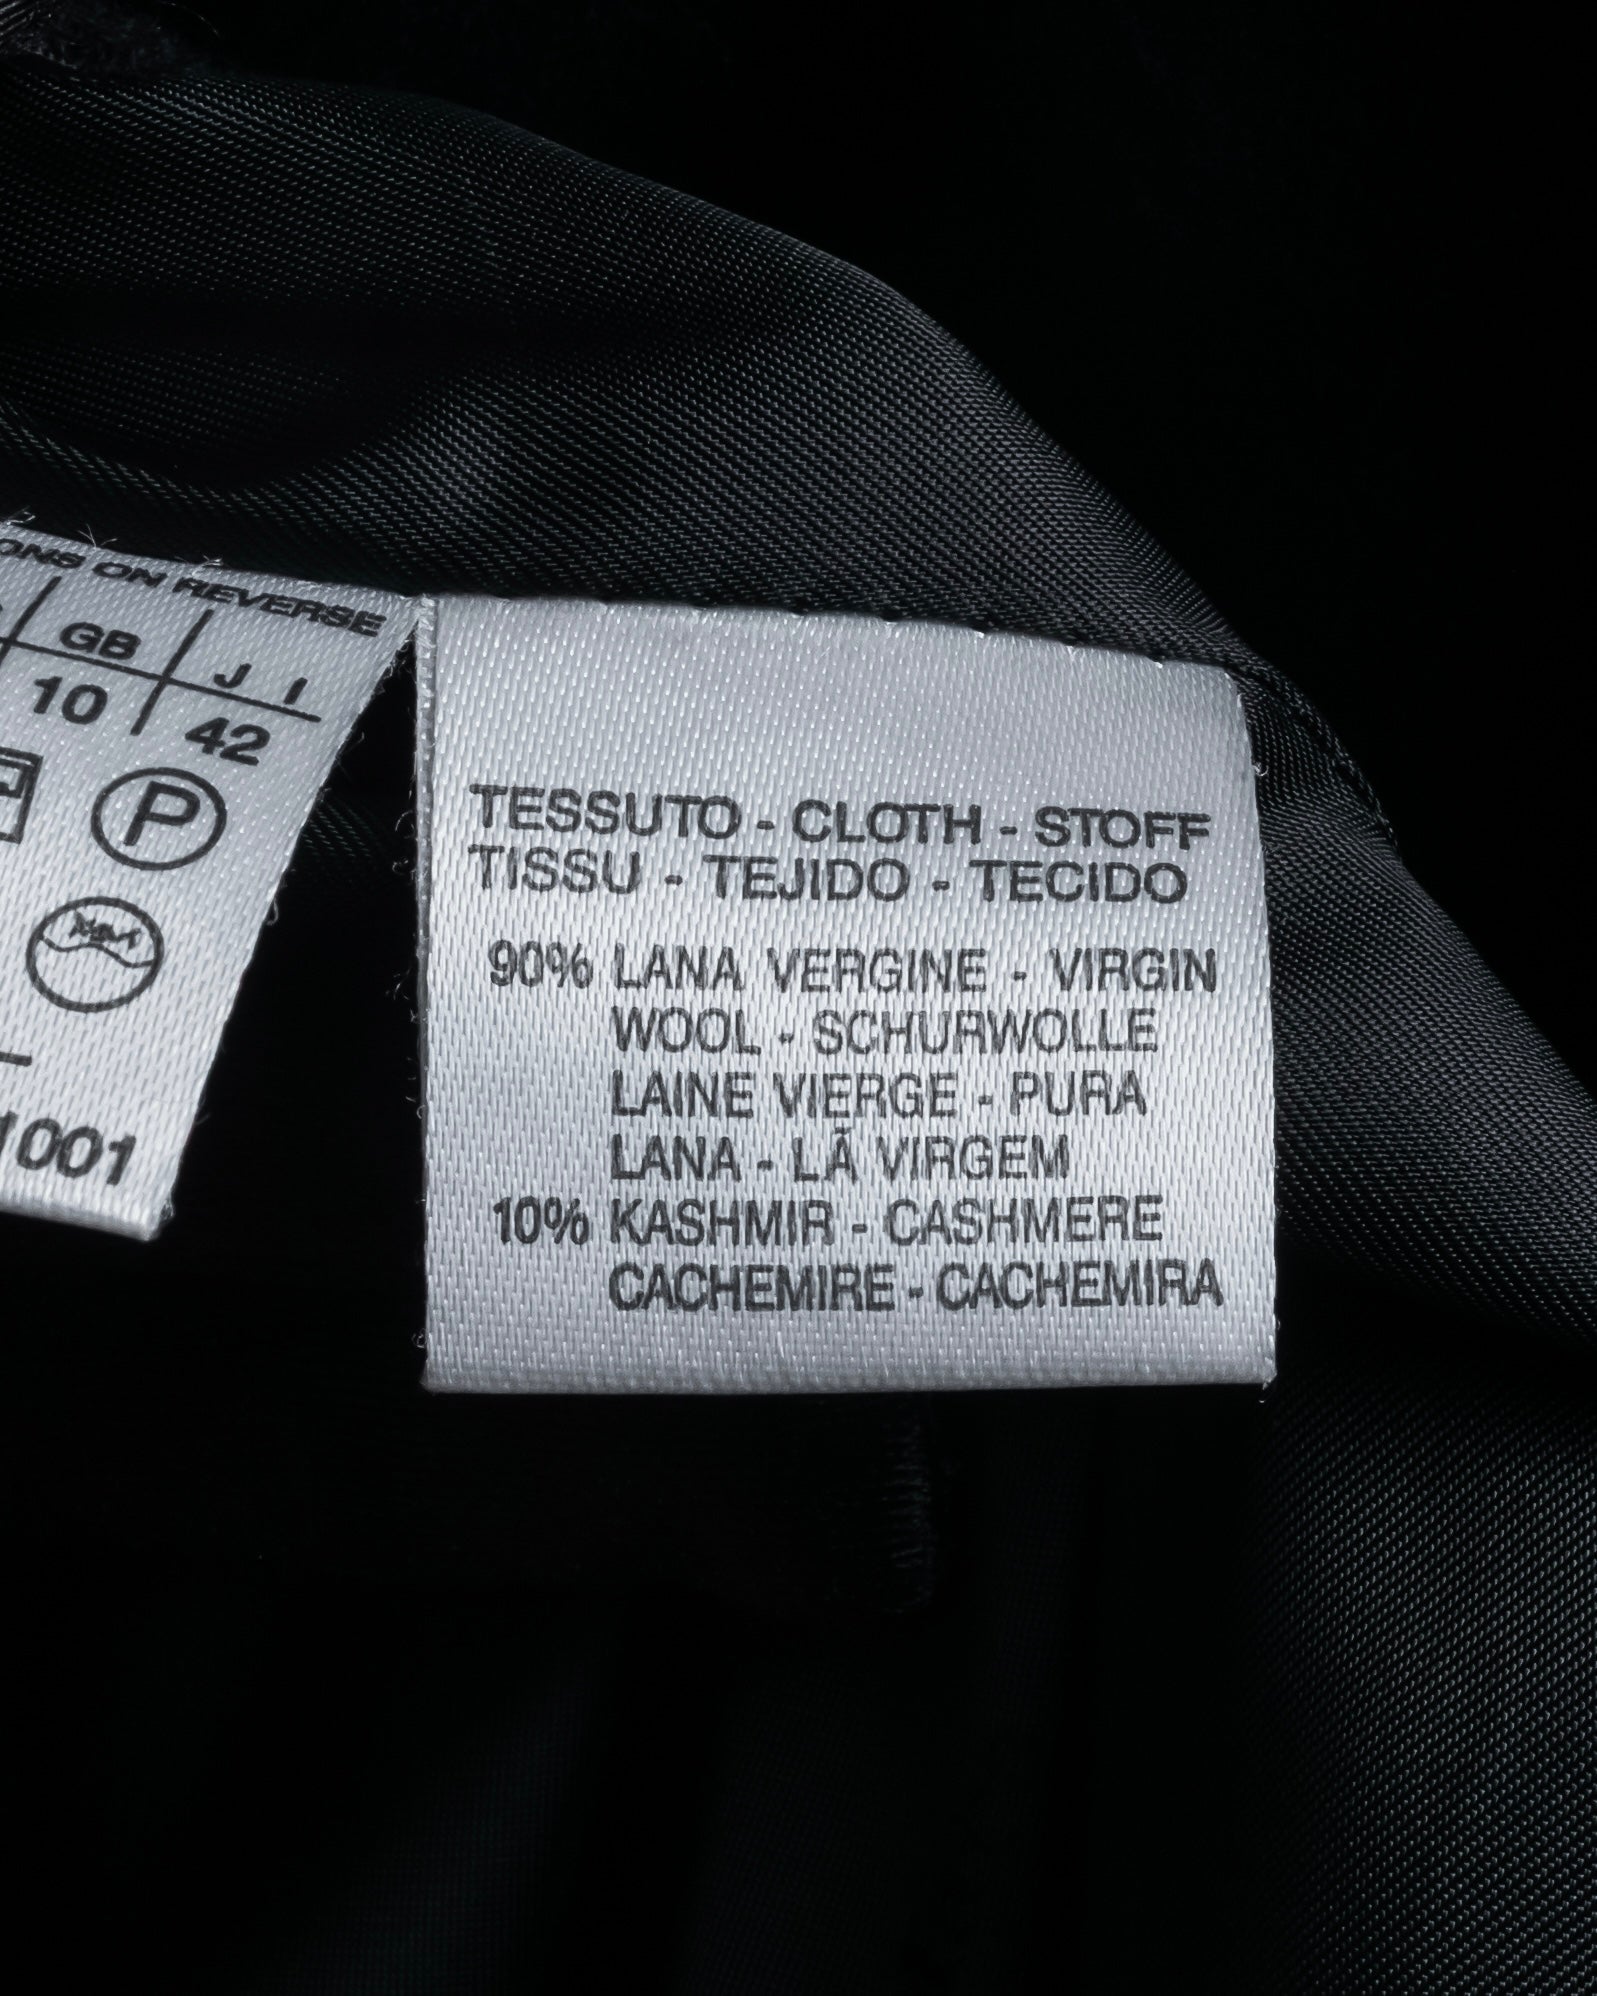 ONS ON REVERSE
GB J I
10 42
P
1001
TESSUTO - CLOTH - STOFF
TISSU - TEJIDO - TECIDO
90% LANA VERGINE - VIRGIN
WOOL - SCHURWOLLE
LAINE VIERGE - PURA
LANA - LÃ VIRGEM
10% KASHMIR - CASHMERE
CACHEMIRE - CACHEMIRA